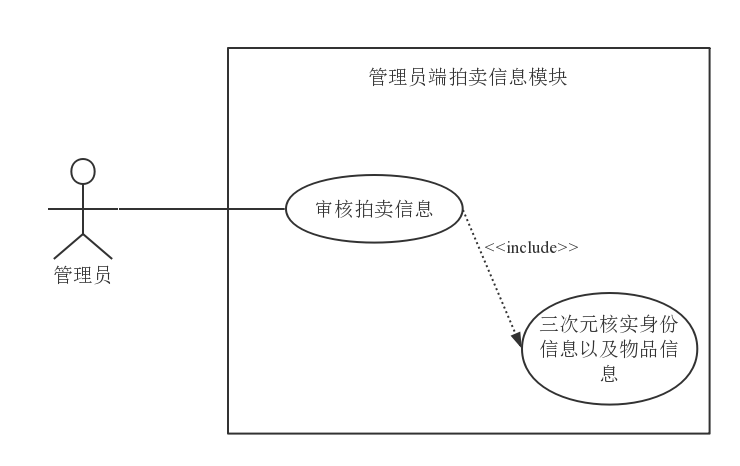 管理员端拍卖信息模块
审核拍卖信息
<<include>>
管理员
三次元核实身份
信息以及物品信
息